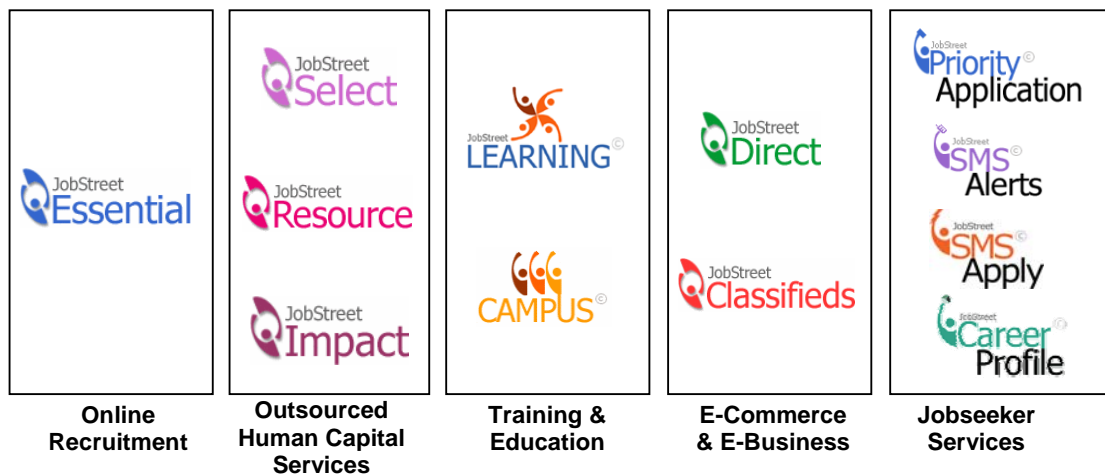 JobStreet
Essential
Online
Recruitment
JobStreet
Select
JobStreet
Resource
JobStreet
Impact
Outsourced
Human Capital
Services
JobStreet
LEARNING©
CAMPUS©
Training &
Education
JobStreet
Direct
JobStreet
Classifieds
E-Commerce
& E-Business
JobStreet
Priority©
Application
JobStreet
SMS©
Alerts
JobStreet
SMS©
Apply
JobStreet
Career©
Profile
Jobseeker
Services